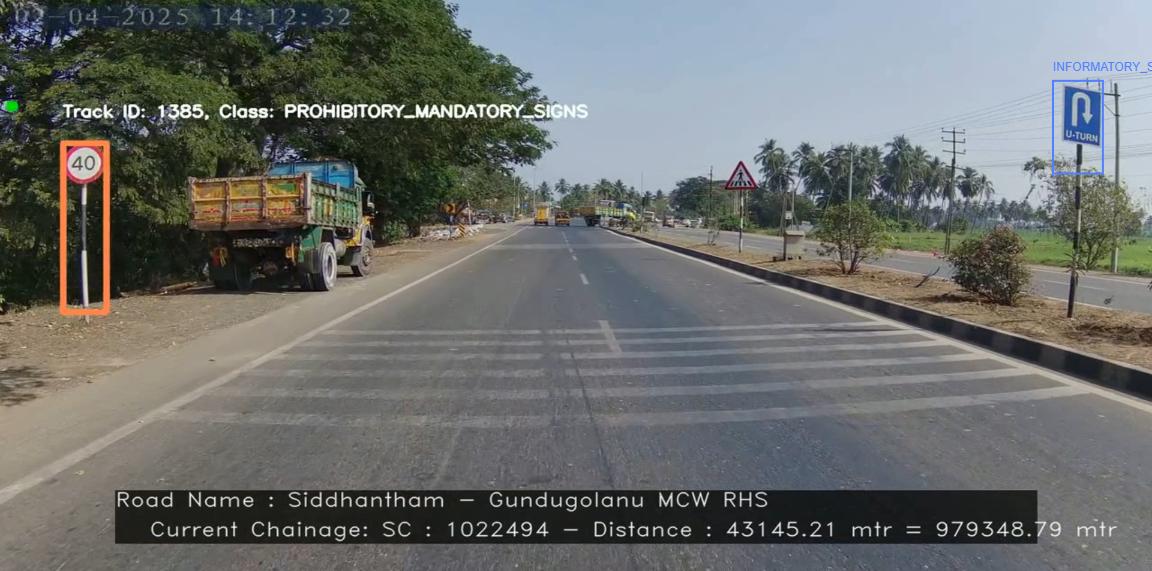 02-04-2025 14:12:32
INFORMATORY_S
Track ID: 1385, Class: PROHIBITORY_MANDATORY_SIGNS
40
U-TURN
Road Name : Siddhantham - Gundugolanu MCW RHS
Current Chainage: SC : 1022494 - Distance : 43145.21 mtr = 979348.79 mtr